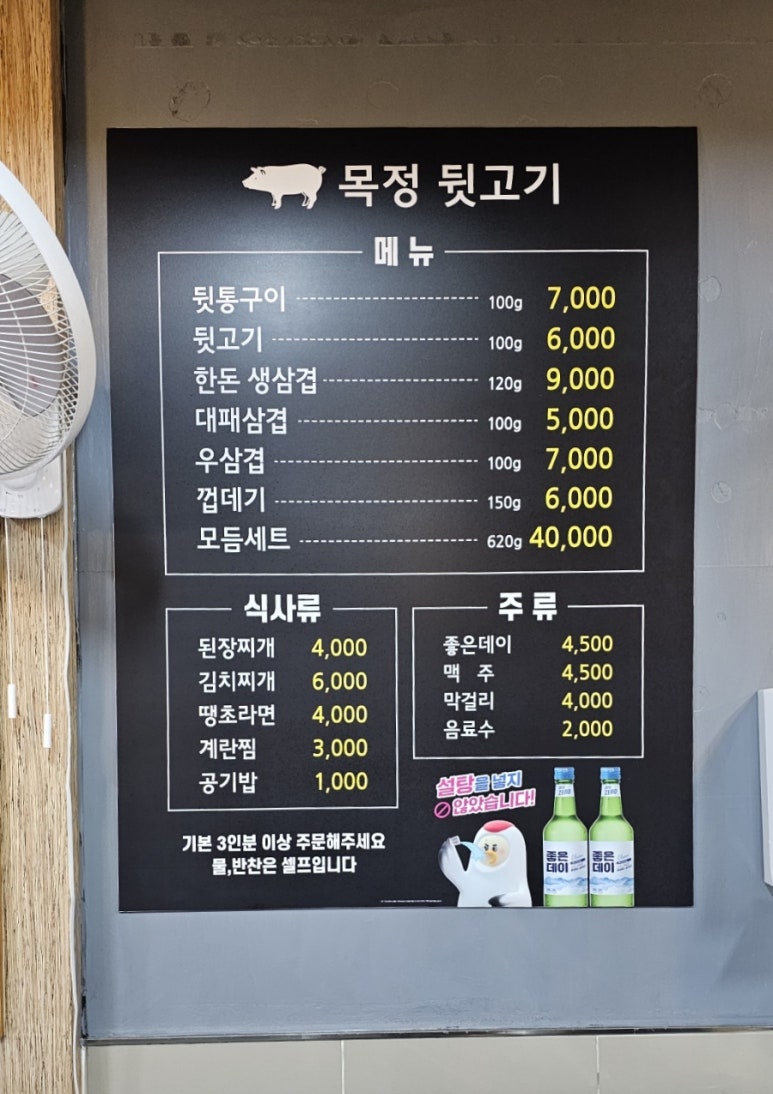 목정 뒷고기
메뉴
뒷통구이 100g 7,000
뒷고기 100g 6,000
한돈 생삼겹 120g 9,000
대패삼겹 100g 5,000
우삼겹 100g 7,000
껍데기 150g 6,000
모듬세트 620g 40,000
식사류
된장찌개 4,000
김치찌개 6,000
땡초라면 4,000
계란찜 3,000
공기밥 1,000
주류
좋은데이 4,500
맥 주 4,500
막걸리 4,000
음료수 2,000
설탕을 넣지
않았습니다!
좋은
데이
좋은
데이
기본 3인분 이상 주문해주세요
물,반찬은 셀프입니다